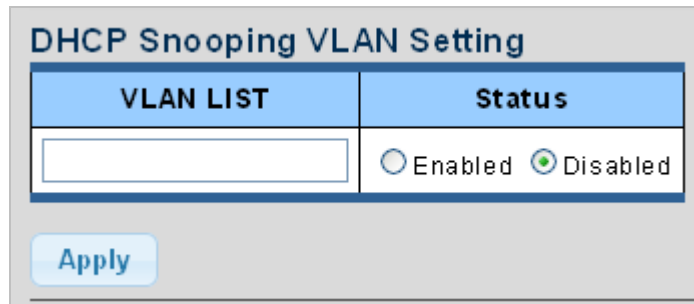 DHCP Snooping VLAN Setting
VLAN LIST Status
Enabled Disabled
Apply